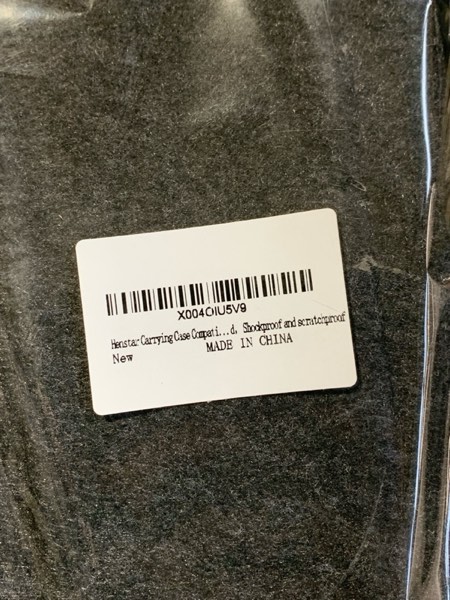 X004OIU5V9
Henstar Carrying Case Compati...d, Shockproof and scratchproof
New
MADE IN CHINA